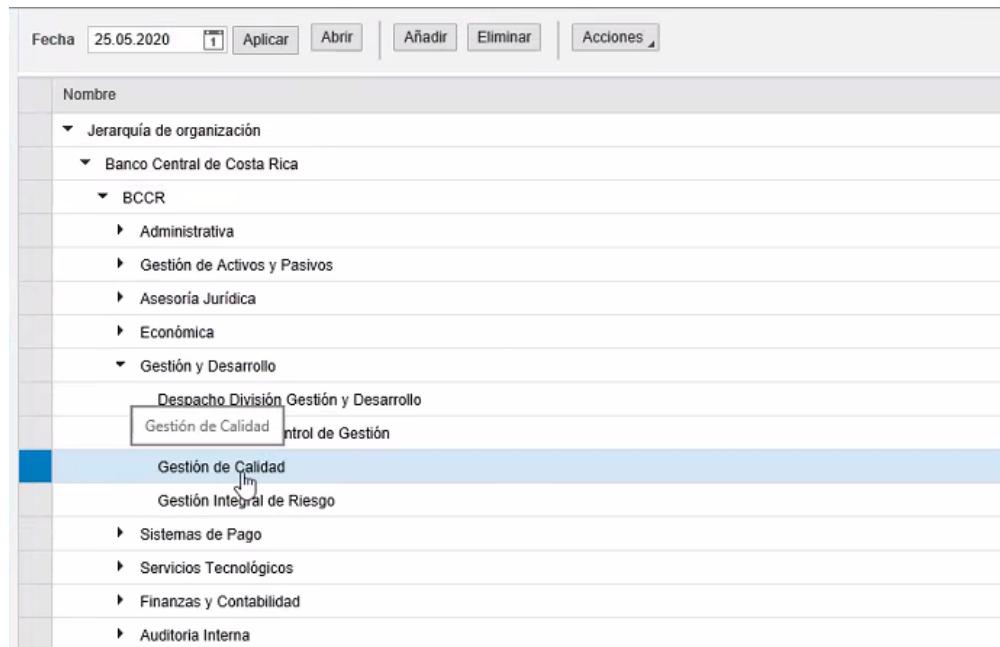 Fecha 25.05.2020 1 Aplicar Abrir Añadir Eliminar Acciones
Nombre
Jerarquía de organización
Banco Central de Costa Rica
BCCR
Administrativa
Gestión de Activos y Pasivos
Asesoría Jurídica
Económica
Gestión y Desarrollo
Despacho División Gestión y Desarrollo
Gestión de Calidad
de Gestión
Gestión de Calidad
Gestión Integral de Riesgo
Sistemas de Pago
Servicios Tecnológicos
Finanzas y Contabilidad
Auditoria Interna